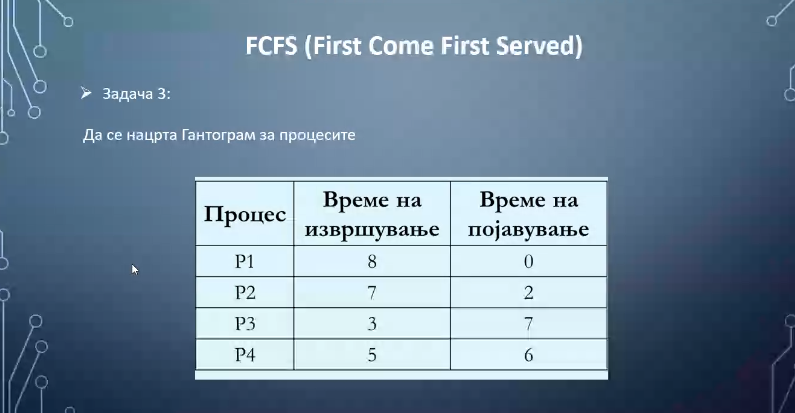 FCFS (First Come First Served)
Задача 3:
Да се нацрта Гантограм за процесите
Процес Време на извршување Време на појавување
P1 8 0
P2 7 2
P3 3 7
P4 5 6